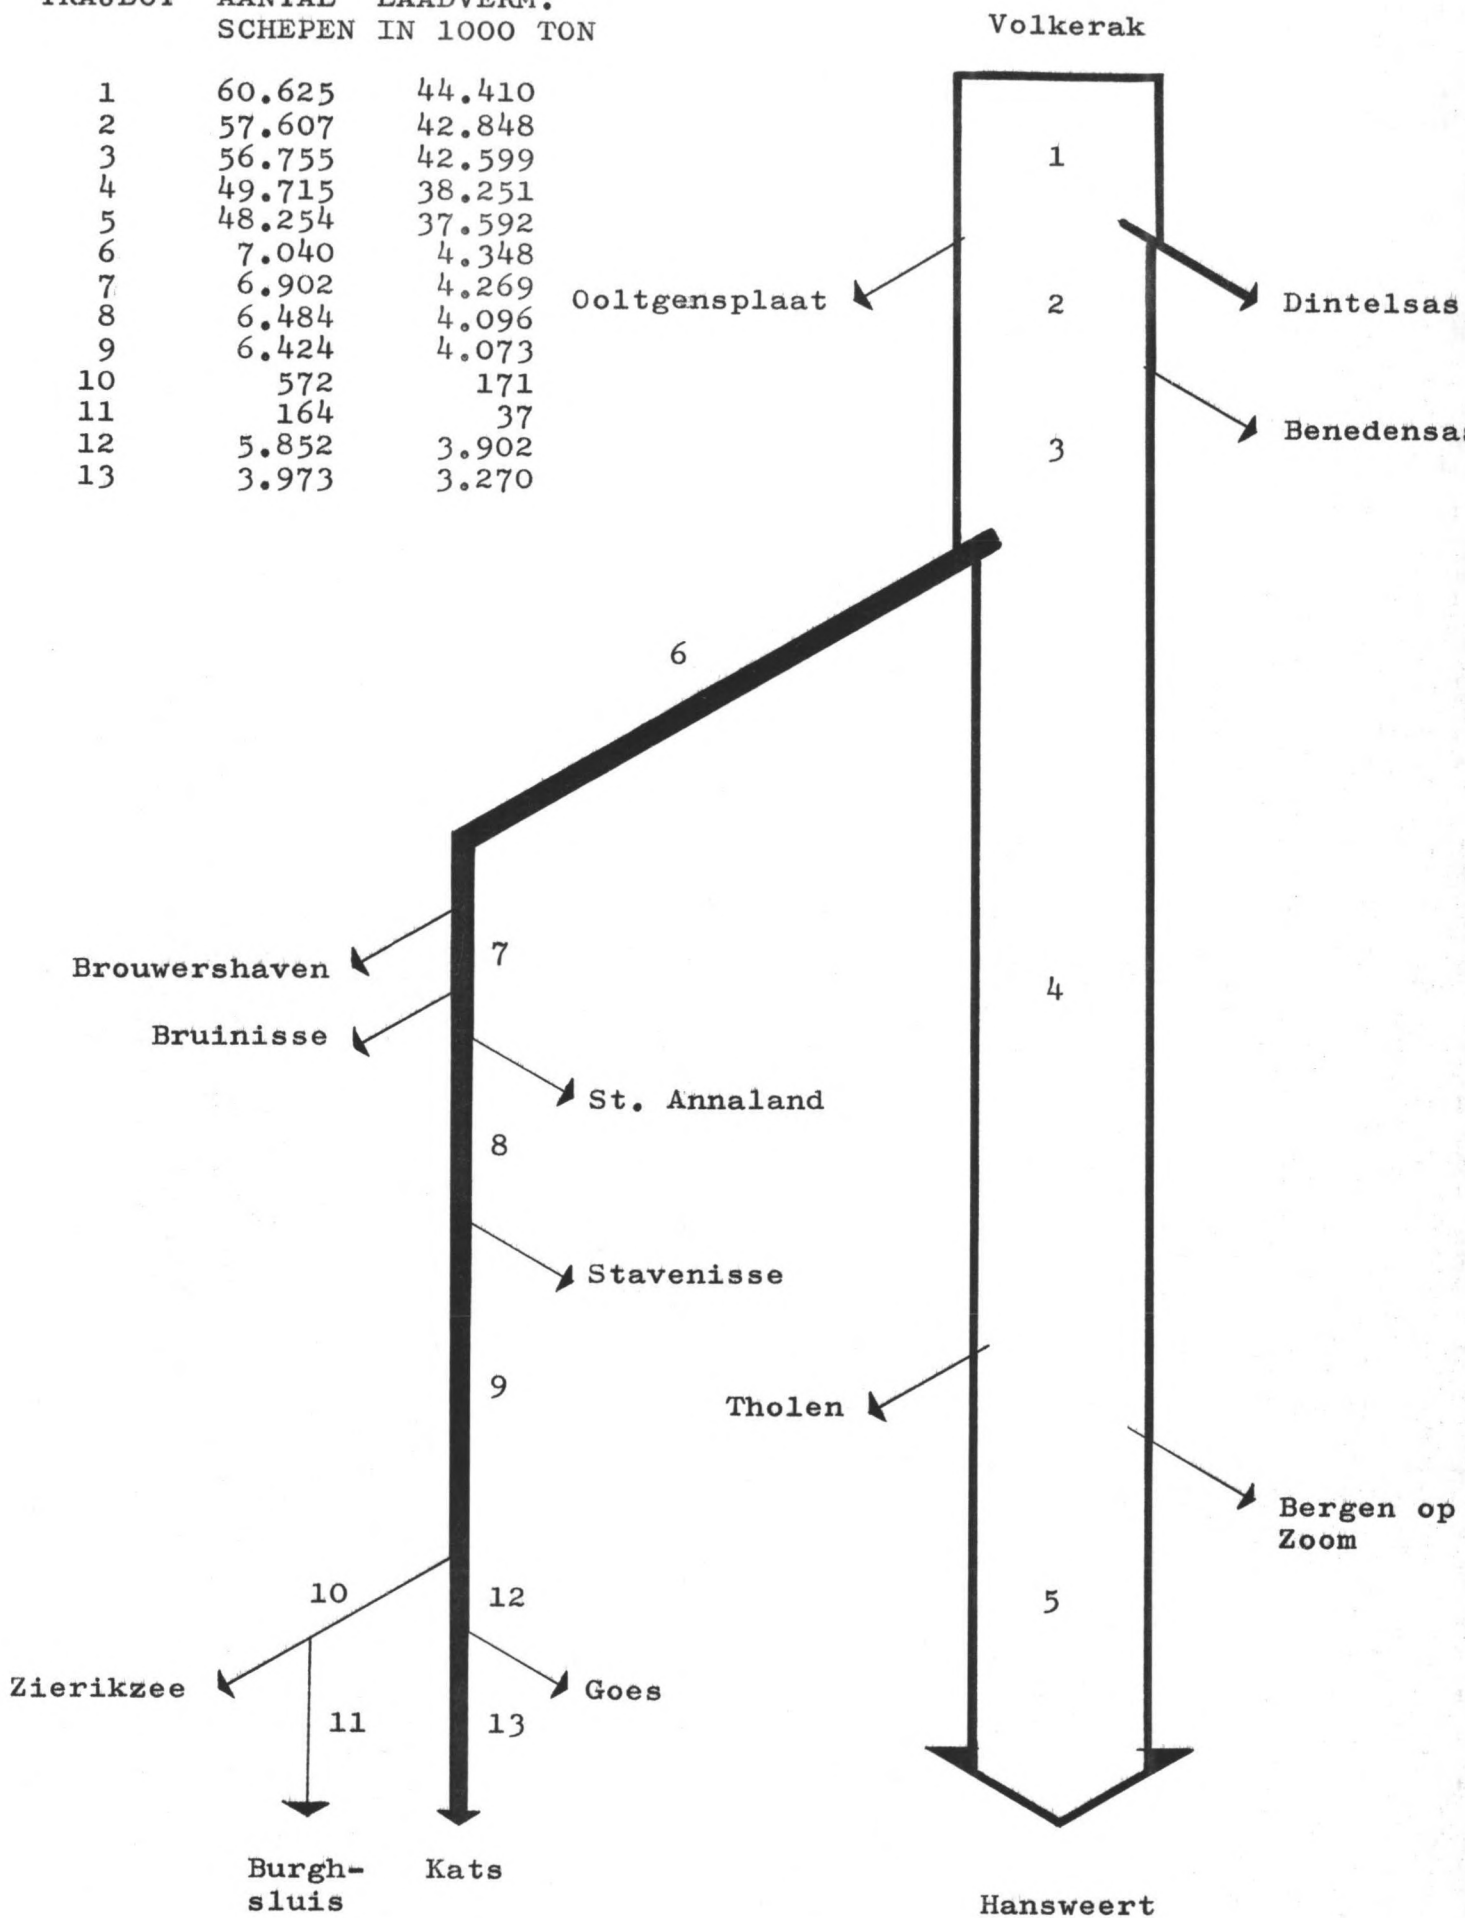 SCHEPEN IN 1000 TON
1 60.625 44.410
2 57.607 42.848
3 56.755 42.599
4 49.715 38.251
5 48.254 37.592
6 7.040 4.348
7 6.902 4.269
8 6.484 4.096
9 6.424 4.073
10 572 171
11 164 37
12 5.852 3.902
13 3.973 3.270
Volkerak
1
Ooltgensplaat
2
Dintelsas
Benedensas
3
6
Brouwershaven
7
4
Bruinisse
St. Annaland
8
Stavenisse
9
Tholen
Bergen op
Zoom
10
12
5
Zierikzee
Goes
11
13
Burgh-
sluis
Kats
Hansweert